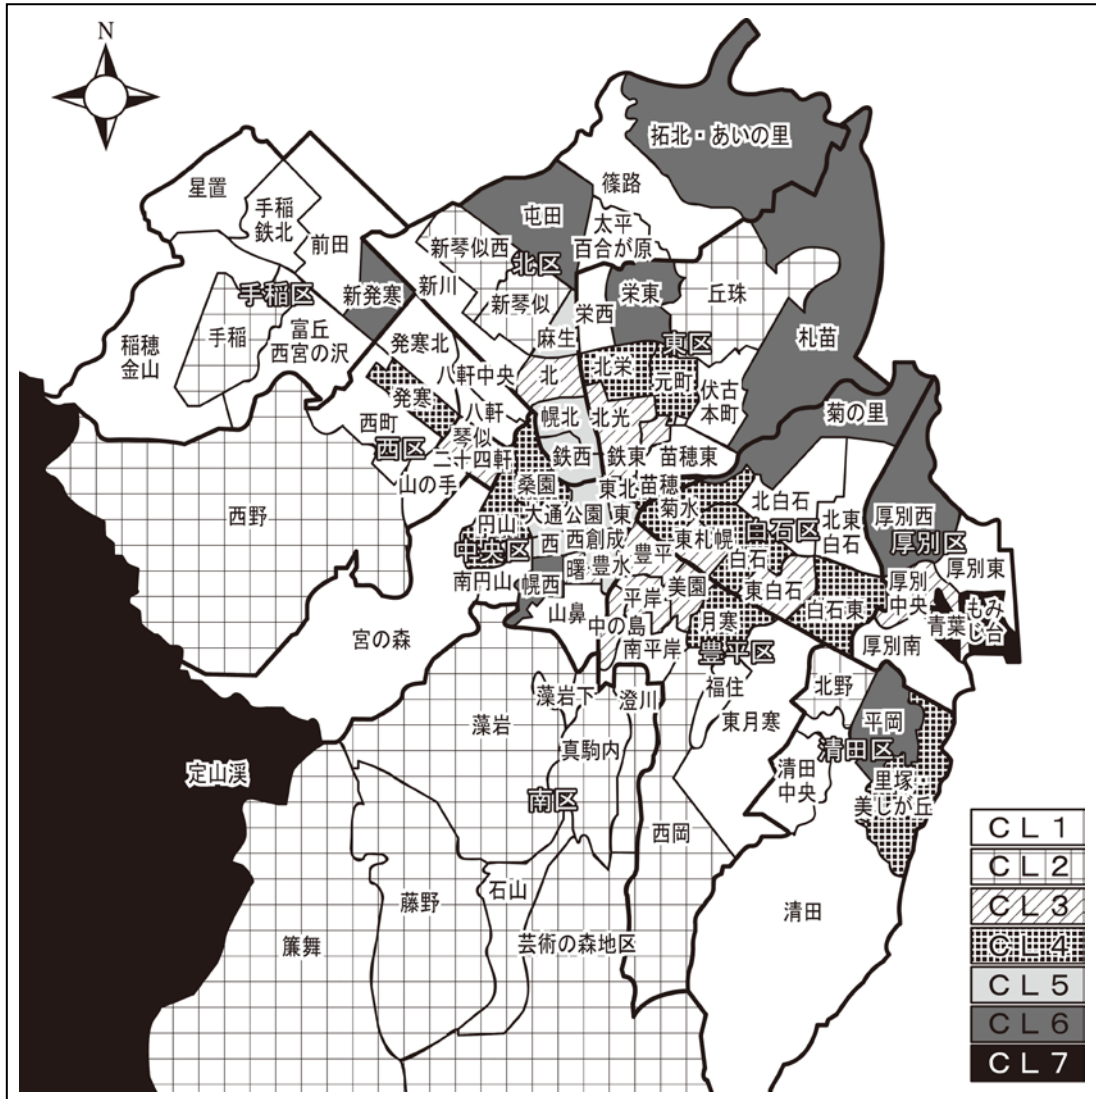 N
拓北・あいの里
篠路
星置
手稲
鉄北
前田
屯田
太平
百合が原
新琴似西
北区
新発寒
新川
栄東
丘珠
手稲区
新琴似
栄西
手稲
富丘
西宮の沢
稲穂
金山
発寒北
麻生
札苗
東区
北栄
元町
八軒中央
北
伏古
本町
発寒
八軒
幌北
北光
菊の里
西町
琴似
西区
二十四軒
鉄西
鉄東
苗穂東
山の手
桑園
東北
苗穂
菊水
北白石
西野
円山
大通公園
東
北東
白石
厚別西
中央区
西
西創成
豊平
東札幌
白石区
厚別区
南円山
幌西
曙
豊水
白石
厚別東
平岸
美園
東白石
厚別
中央
山鼻
中の島
月寒
白石東
青葉
もみ
じ台
宮の森
南平岸
豊平区
厚別南
藻岩下
澄川
福住
北野
藻岩
東月寒
平岡
真駒内
清田区
定山渓
清田
中央
里塚・
美しが丘
南区
西岡
石山
藤野
清田
簾舞
芸術の森地区
CL1
CL2
CL3
CL4
CL5
CL6
CL7